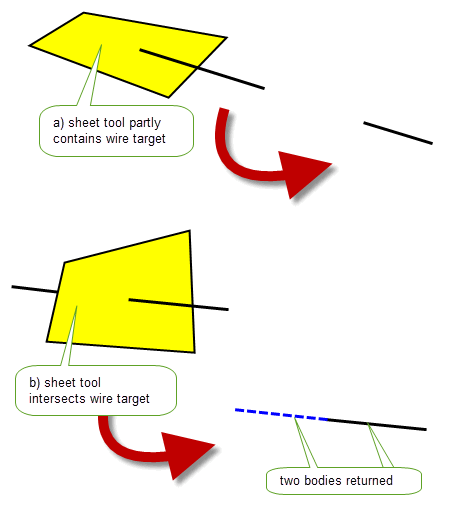 a) sheet tool partly
contains wire target
b) sheet tool
intersects wire target
two bodies returned